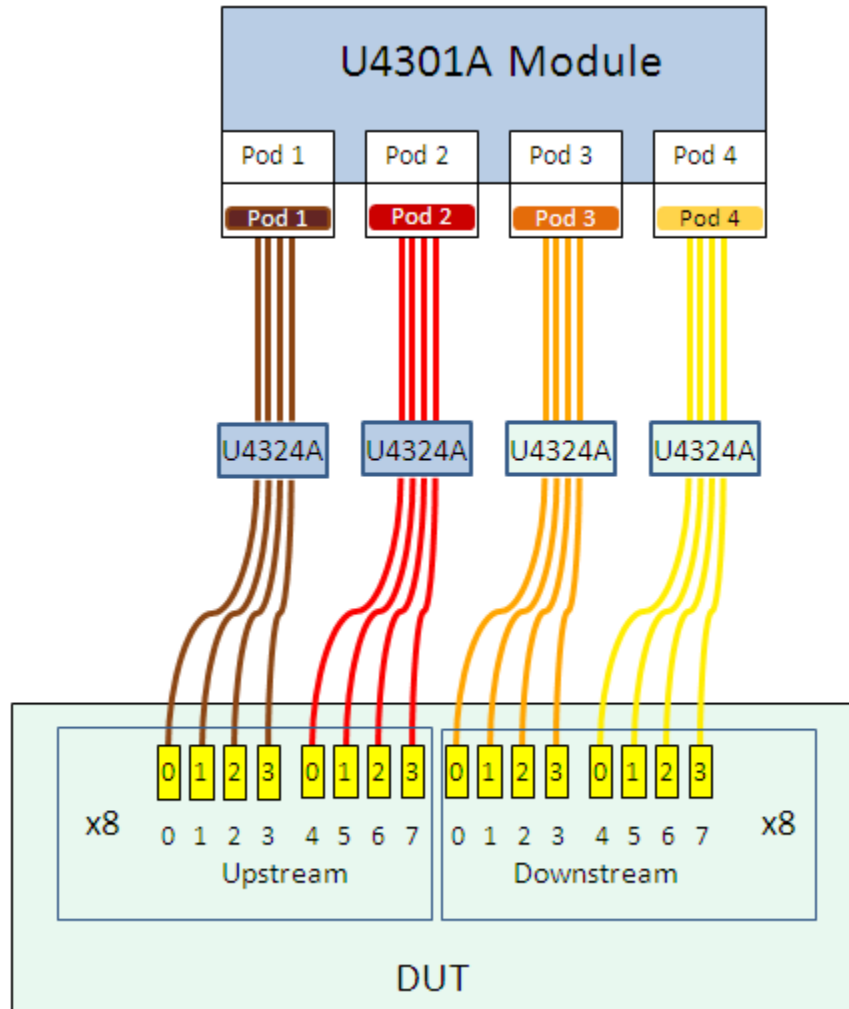 U4301A Module
Pod 1 Pod 2 Pod 3 Pod 4
Pod 1 Pod 2 Pod 3 Pod 4
U4324A U4324A U4324A U4324A
0 1 2 3 0 1 2 3 0 1 2 3 0 1 2 3
x8 x8
0 1 2 3 4 5 6 7 0 1 2 3 4 5 6 7
Upstream Downstream
DUT